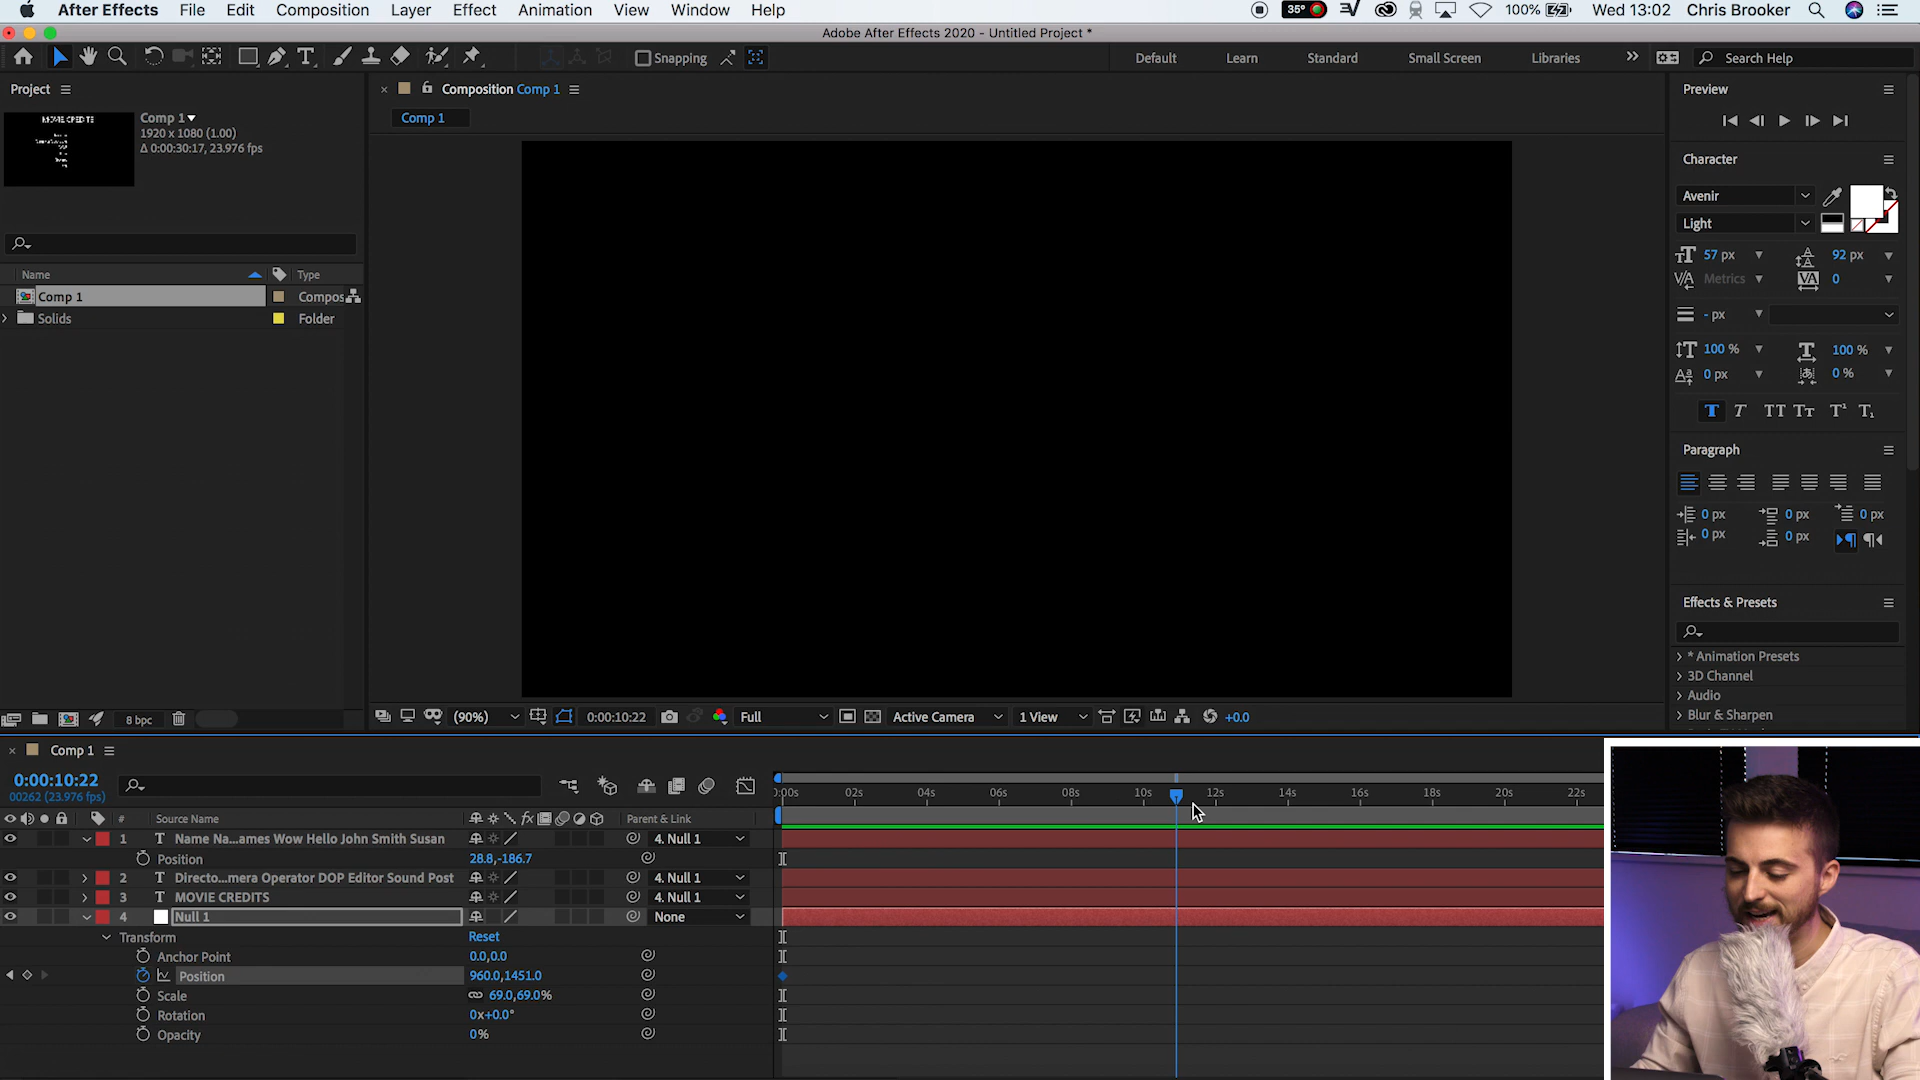 After Effects File Edit Composition Layer Effect Animation View Window Help
35° 100% Wed 13:02 Chris Brooker
Adobe After Effects 2020 - Untitled Project *
Snapping Default Learn Standard Small Screen Libraries Search Help
Project
Composition Comp 1
Comp 1
Comp 1
1920 x 1080 (1.00)
Δ 0:00:30:17, 23.976 fps
MOVIE CREDITS
Name Type
Comp 1 Compos
Solids Folder
8 bpc
(90%) 0:00:10:22 Full Active Camera 1 View +0.0
Preview
Character
Avenir
Light
57 px 92 px
Metrics 0
- px
100 % 100 %
0 px 0 %
T T TT Tт T¹ T₁
Paragraph
0 px 0 px 0 px
0 px 0 px
Effects & Presets
* Animation Presets
3D Channel
Audio
Blur & Sharpen
Comp 1
0:00:10:22
00262 (23.976 fps)
:00s 02s 04s 06s 08s 10s 12s 14s 16s 18s 20s 22s
# Source Name fx Parent & Link
1 T Name Na...ames Wow Hello John Smith Susan 4. Null 1
Position 28.8,-186.7
2 T Directo...mera Operator DOP Editor Sound Post 4. Null 1
3 T MOVIE CREDITS 4. Null 1
4 Null 1 None
Transform Reset
Anchor Point 0.0,0.0
Position 960.0,1451.0
Scale 69.0,69.0%
Rotation 0x+0.0°
Opacity 0%